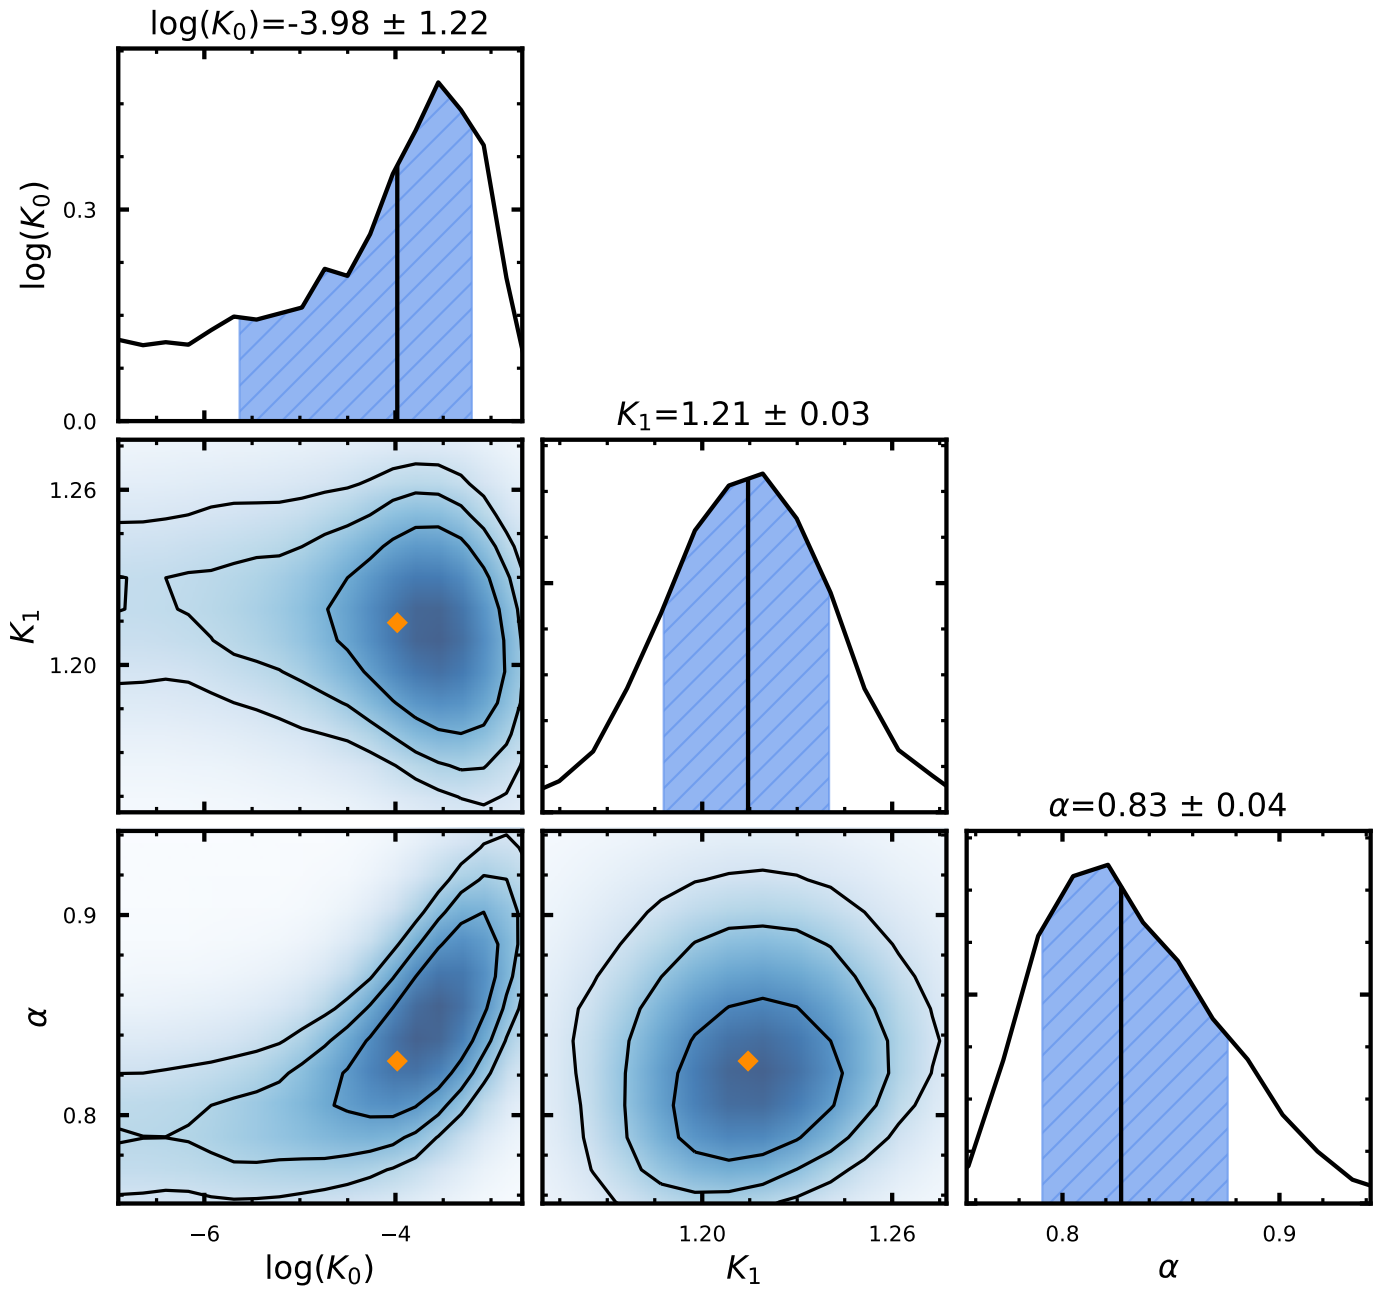 log(K₀)=-3.98 ± 1.22
log(K₀)
0.3
0.0
K₁=1.21 ± 0.03
K₁
1.26
1.20
α=0.83 ± 0.04
α
0.9
0.8
−6
−4
1.20
1.26
0.8
0.9
log(K₀)
K₁
α